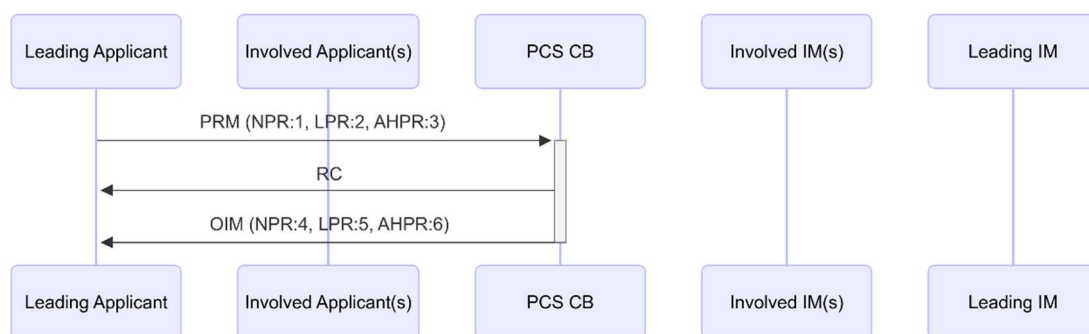 Leading Applicant
Involved Applicant(s)
PCS CB
Involved IM(s)
Leading IM
PRM (NPR:1, LPR:2, AHPR:3)
RC
OIM (NPR:4, LPR:5, AHPR:6)
Leading Applicant
Involved Applicant(s)
PCS CB
Involved IM(s)
Leading IM